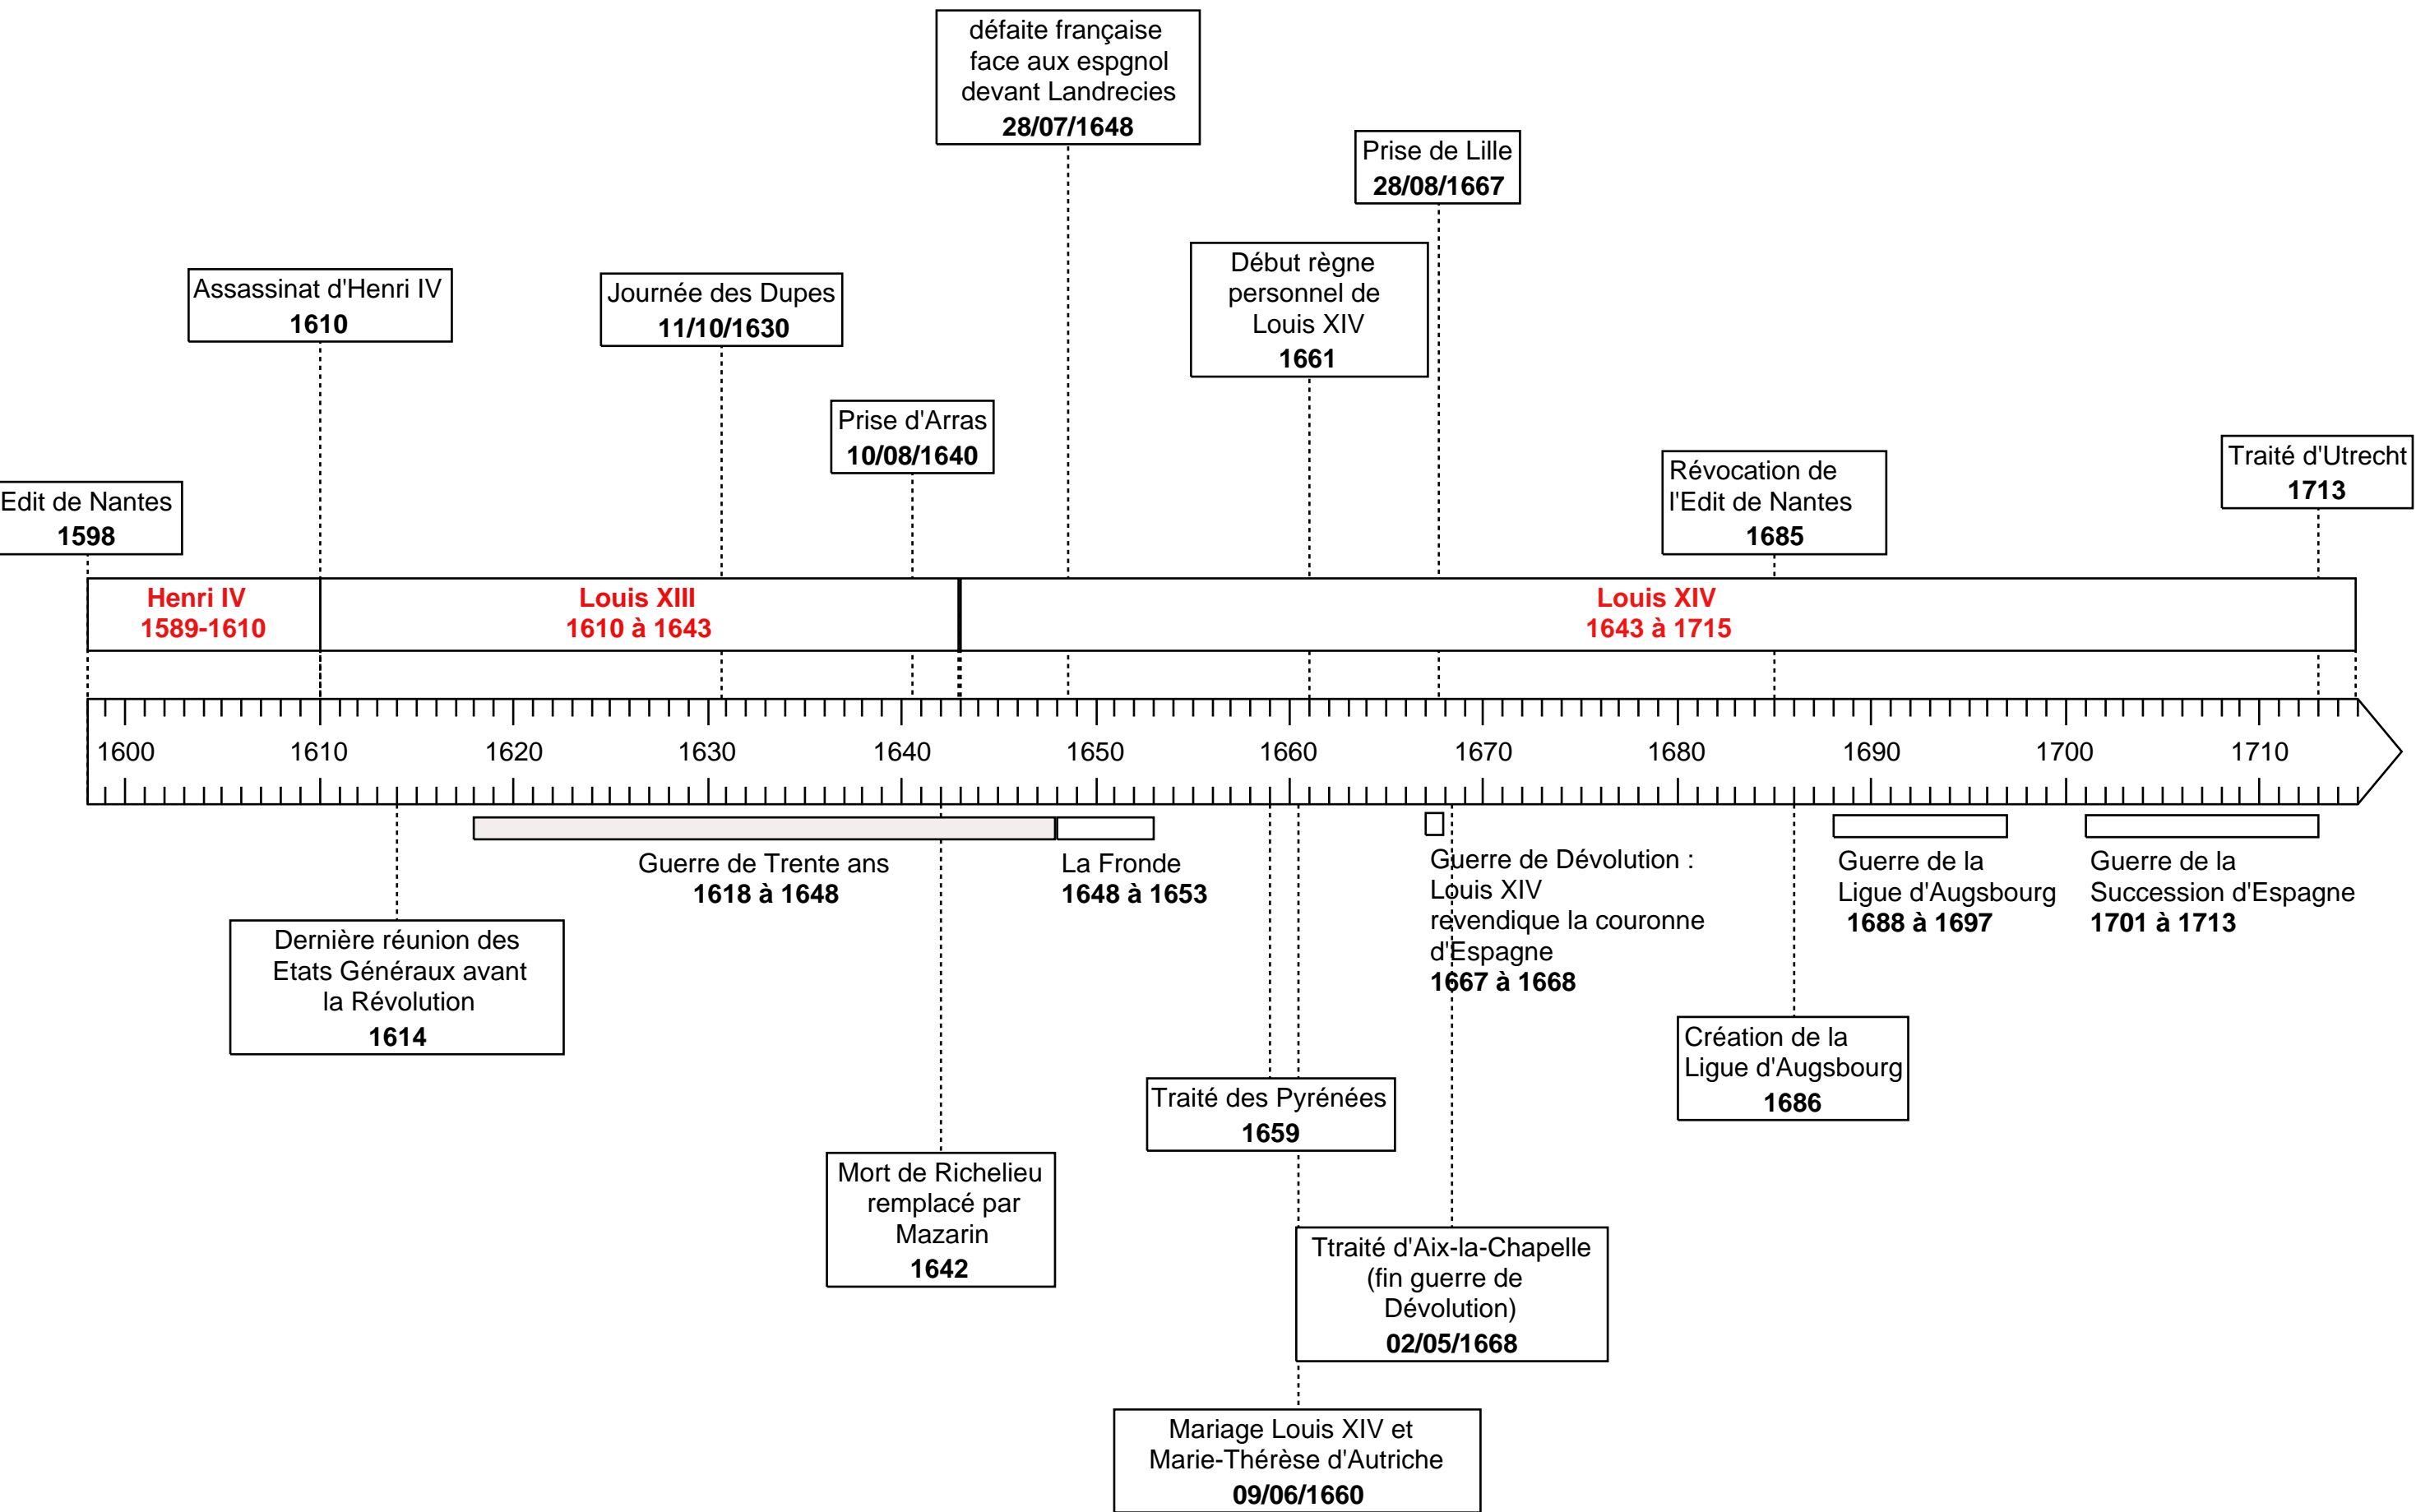 défaite française
face aux espgnol
devant Landrecies
28/07/1648
Prise de Lille
28/08/1667
Assassinat d'Henri IV
1610
Journée des Dupes
11/10/1630
Début règne
personnel de
Louis XIV
1661
Prise d'Arras
10/08/1640
Edit de Nantes
1598
Révocation de
l'Edit de Nantes
1685
Traité d'Utrecht
1713
Henri IV
1589-1610
Louis XIII
1610 à 1643
Louis XIV
1643 à 1715
1600 1610 1620 1630 1640 1650 1660 1670 1680 1690 1700 1710
Guerre de Trente ans
1618 à 1648
La Fronde
1648 à 1653
Guerre de Dévolution :
Louis XIV
revendique la couronne
d'Espagne
1667 à 1668
Guerre de la
Ligue d'Augsbourg
1688 à 1697
Guerre de la
Succession d'Espagne
1701 à 1713
Dernière réunion des
Etats Généraux avant
la Révolution
1614
Création de la
Ligue d'Augsbourg
1686
Traité des Pyrénées
1659
Mort de Richelieu
remplacé par
Mazarin
1642
Ttraité d'Aix-la-Chapelle
(fin guerre de
Dévolution)
02/05/1668
Mariage Louis XIV et
Marie-Thérèse d'Autriche
09/06/1660